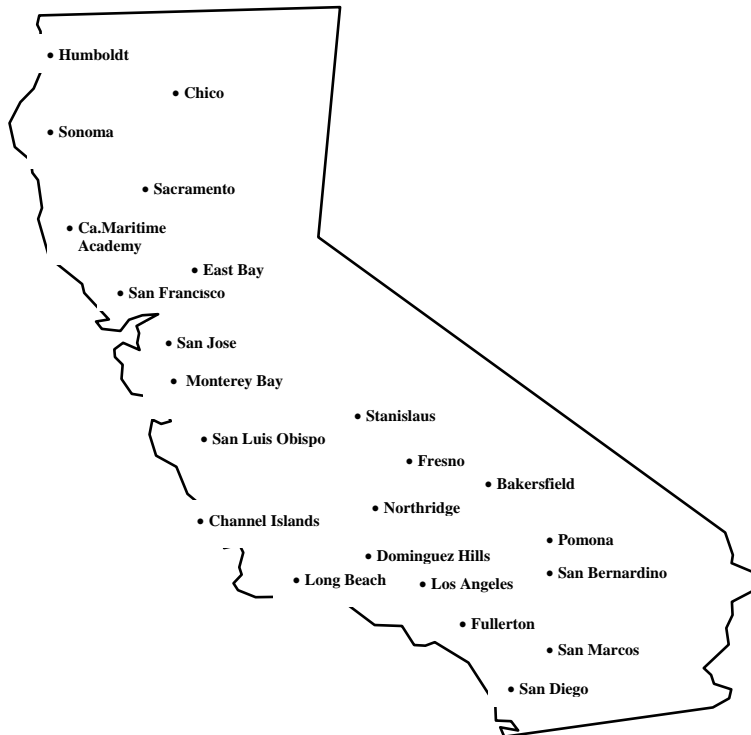 Humboldt
Chico
Sonoma
Sacramento
Ca.Maritime
Academy
East Bay
San Francisco
San Jose
Monterey Bay
Stanislaus
San Luis Obispo
Fresno
Bakersfield
Northridge
Channel Islands
Pomona
Dominguez Hills
San Bernardino
Long Beach
Los Angeles
Fullerton
San Marcos
San Diego